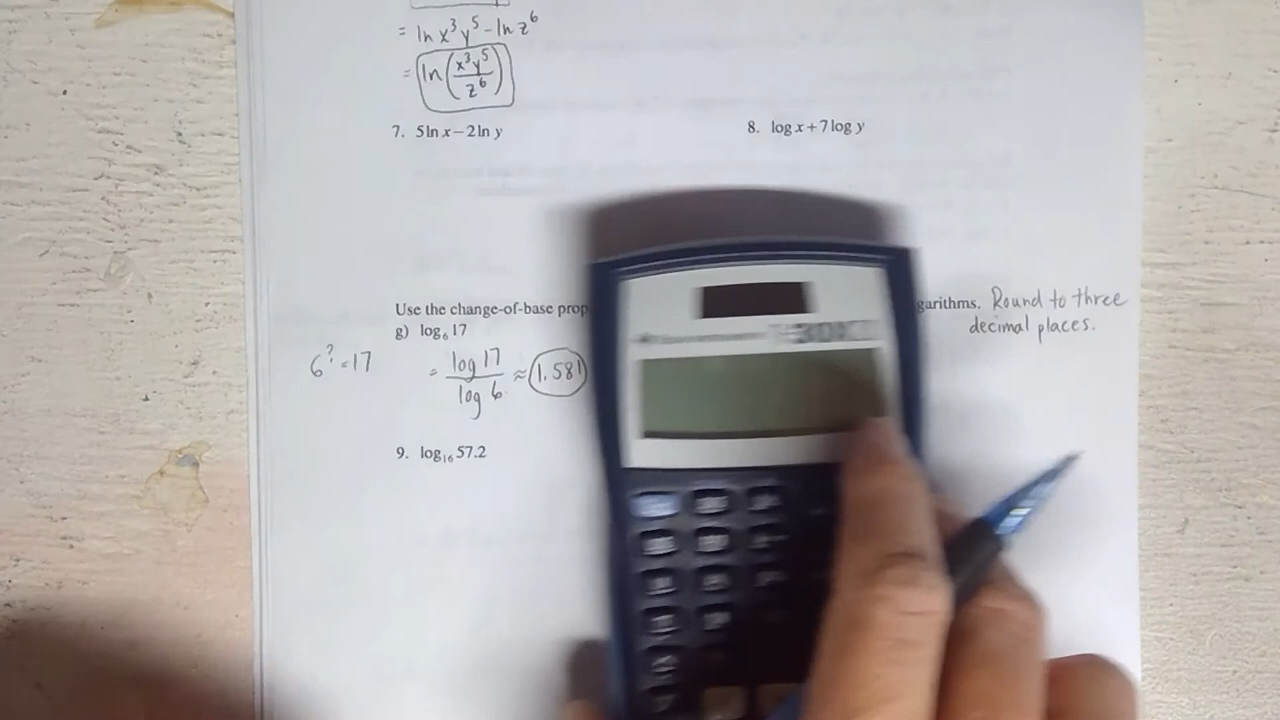 = ln x³y⁵ - ln z⁶
= ln(x³y⁵/z⁶)
7. 5 ln x − 2 ln y
8. log x + 7 log y
Use the change-of-base prop garithms. Round to three
decimal places.
g) log₆ 17
6^? = 17
= log 17 / log 6 ≈ 1.581
9. log₁₆ 57.2